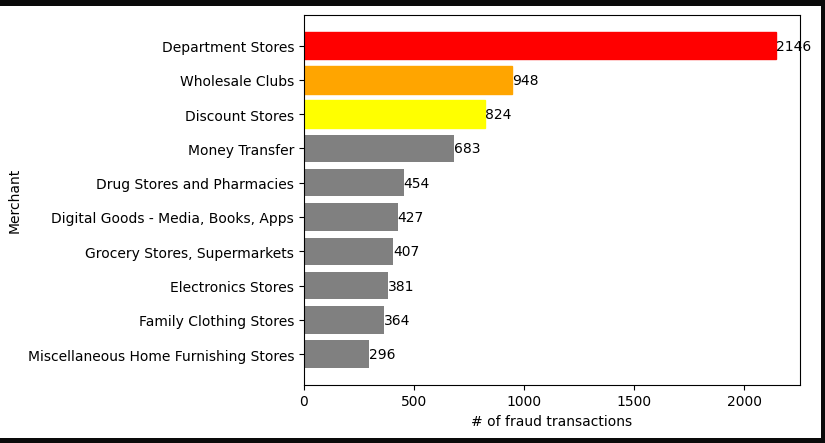 Department Stores 2146
Wholesale Clubs 948
Discount Stores 824
Money Transfer 683
Drug Stores and Pharmacies 454
Digital Goods - Media, Books, Apps 427
Grocery Stores, Supermarkets 407
Electronics Stores 381
Family Clothing Stores 364
Miscellaneous Home Furnishing Stores 296
Merchant
0 500 1000 1500 2000
# of fraud transactions